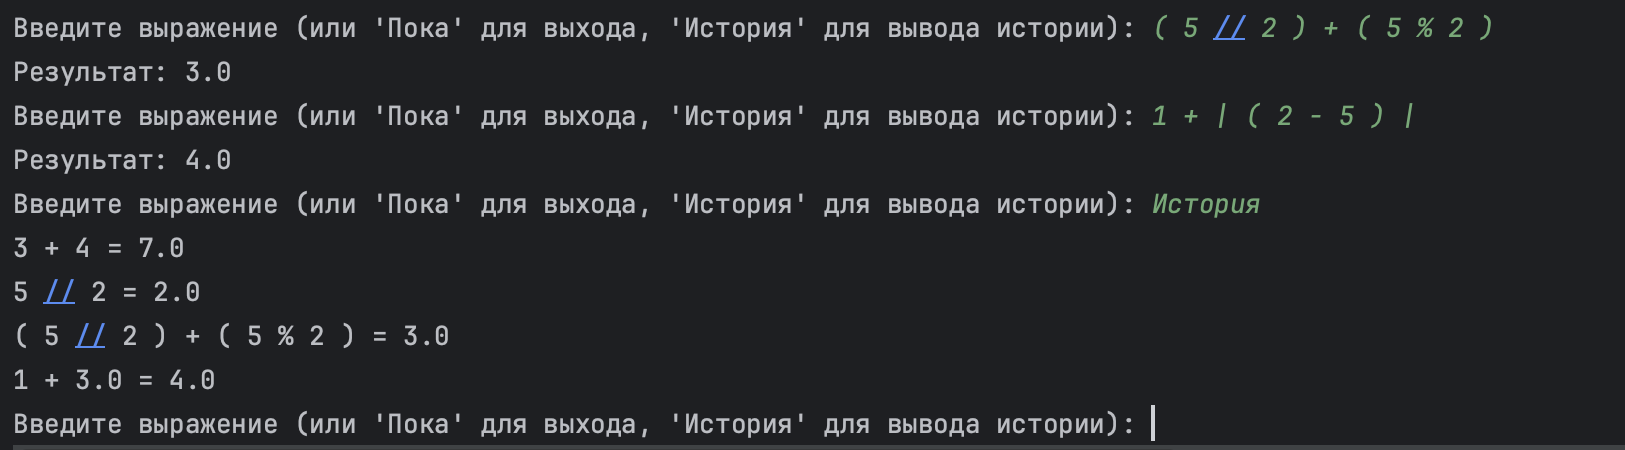 Введите выражение (или 'Пока' для выхода, 'История' для вывода истории): ( 5 // 2 ) + ( 5 % 2 )
Результат: 3.0
Введите выражение (или 'Пока' для выхода, 'История' для вывода истории): 1 + | ( 2 - 5 ) |
Результат: 4.0
Введите выражение (или 'Пока' для выхода, 'История' для вывода истории): История
3 + 4 = 7.0
5 // 2 = 2.0
( 5 // 2 ) + ( 5 % 2 ) = 3.0
1 + 3.0 = 4.0
Введите выражение (или 'Пока' для выхода, 'История' для вывода истории):